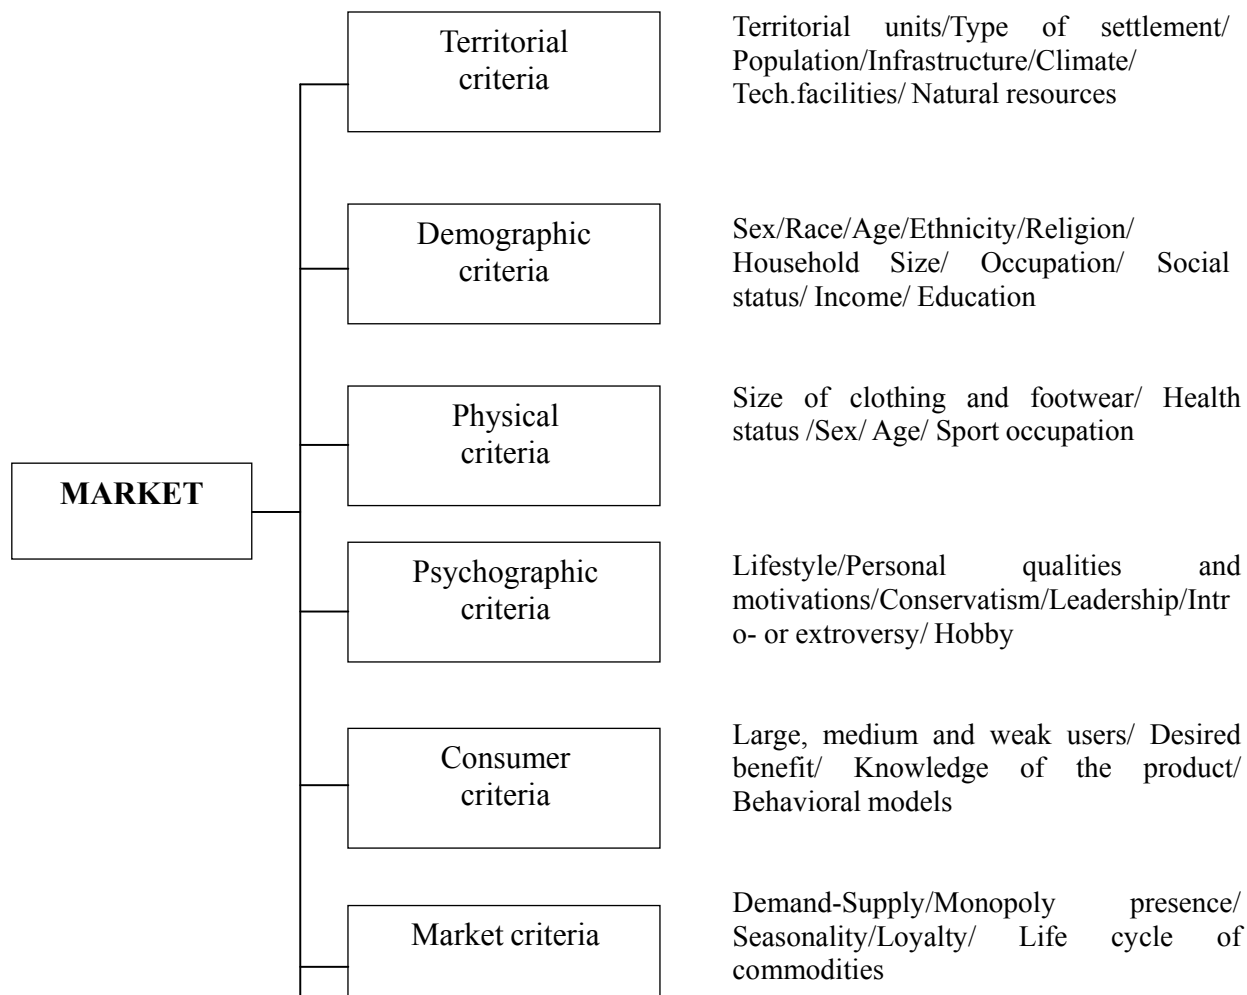 Territorial
criteria
Territorial units/Type of settlement/
Population/Infrastructure/Climate/
Tech.facilities/ Natural resources
Demographic
criteria
Sex/Race/Age/Ethnicity/Religion/
Household Size/ Occupation/ Social
status/ Income/ Education
Physical
criteria
Size of clothing and footwear/ Health
status /Sex/ Age/ Sport occupation
MARKET
Psychographic
criteria
Lifestyle/Personal qualities and
motivations/Conservatism/Leadership/Intr
o- or extroversy/ Hobby
Consumer
criteria
Large, medium and weak users/ Desired
benefit/ Knowledge of the product/
Behavioral models
Market criteria
Demand-Supply/Monopoly presence/
Seasonality/Loyalty/ Life cycle of
commodities